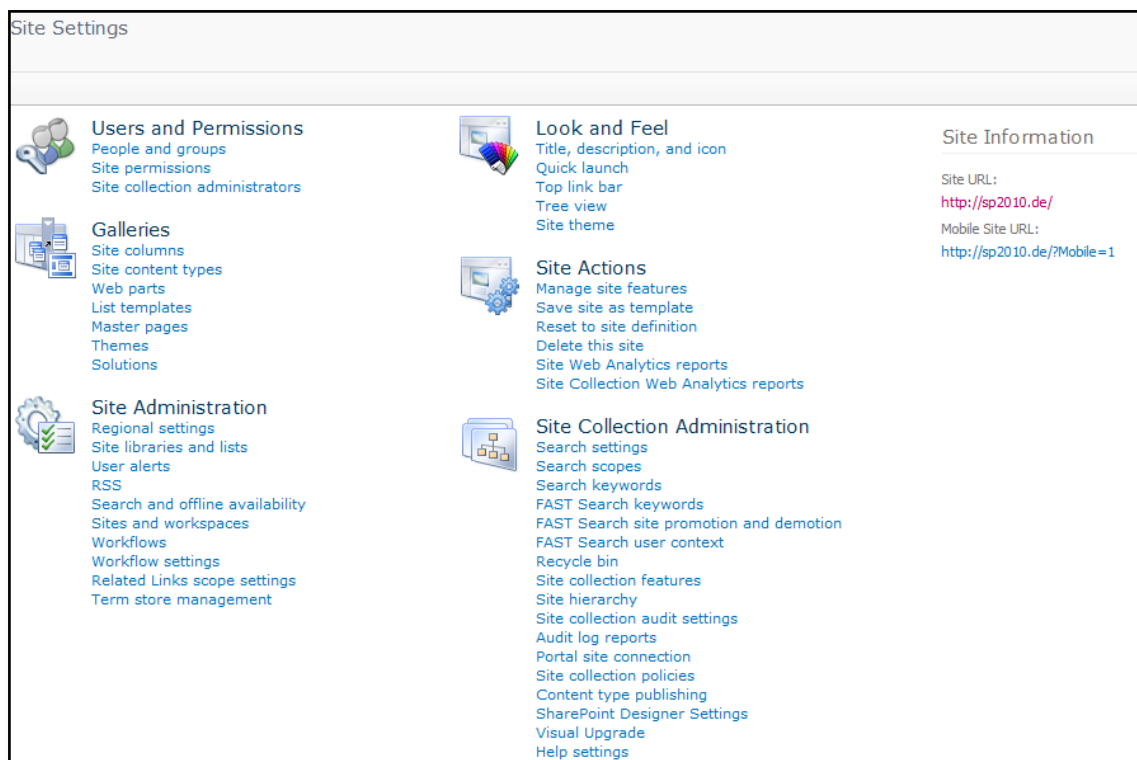 Site Settings
Users and Permissions
People and groups
Site permissions
Site collection administrators
Galleries
Site columns
Site content types
Web parts
List templates
Master pages
Themes
Solutions
Site Administration
Regional settings
Site libraries and lists
User alerts
RSS
Search and offline availability
Sites and workspaces
Workflows
Workflow settings
Related Links scope settings
Term store management
Look and Feel
Title, description, and icon
Quick launch
Top link bar
Tree view
Site theme
Site Actions
Manage site features
Save site as template
Reset to site definition
Delete this site
Site Web Analytics reports
Site Collection Web Analytics reports
Site Collection Administration
Search settings
Search scopes
Search keywords
FAST Search keywords
FAST Search site promotion and demotion
FAST Search user context
Recycle bin
Site collection features
Site hierarchy
Site collection audit settings
Audit log reports
Portal site connection
Site collection policies
Content type publishing
SharePoint Designer Settings
Visual Upgrade
Help settings
Site Information
Site URL:
http://sp2010.de/
Mobile Site URL:
http://sp2010.de/?Mobile=1